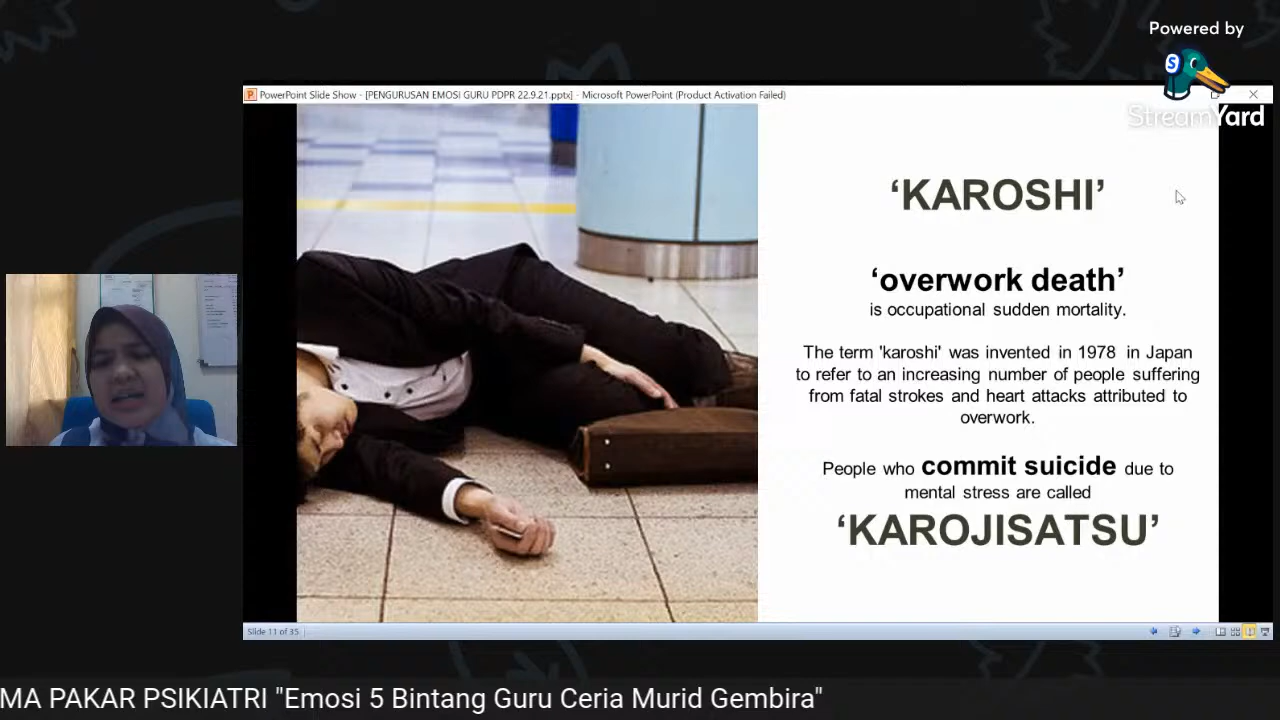 Powered by
StreamYard
PowerPoint Slide Show - [PENGURUSAN EMOSI GURU PDPR 22.9.21.pptx] - Microsoft PowerPoint (Product Activation Failed)
‘KAROSHI’
‘overwork death’
is occupational sudden mortality.
The term 'karoshi' was invented in 1978 in Japan
to refer to an increasing number of people suffering
from fatal strokes and heart attacks attributed to
overwork.
People who commit suicide due to
mental stress are called
‘KAROJISATSU’
Slide 11 of 35
MA PAKAR PSIKIATRI "Emosi 5 Bintang Guru Ceria Murid Gembira"